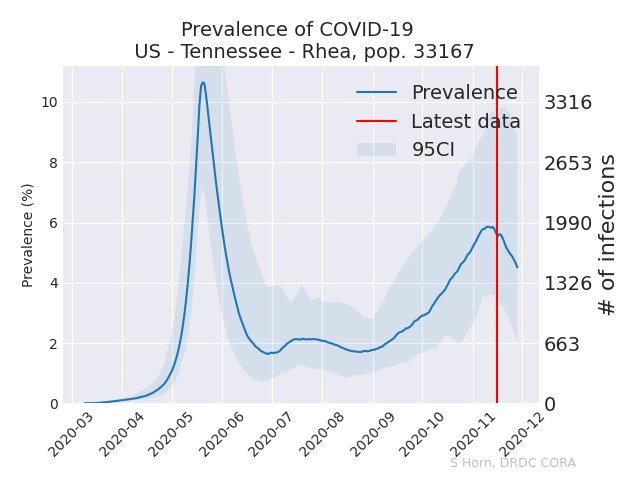 Prevalence of COVID-19
US - Tennessee - Rhea, pop. 33167
Prevalence
Latest data
95CI
Prevalence (%)
10
8
6
4
2
0
3316
2653
1990
1326
663
0
# of infections
2020-03
2020-04
2020-05
2020-06
2020-07
2020-08
2020-09
2020-10
2020-11
2020-12
S Horn, DRDC CORA